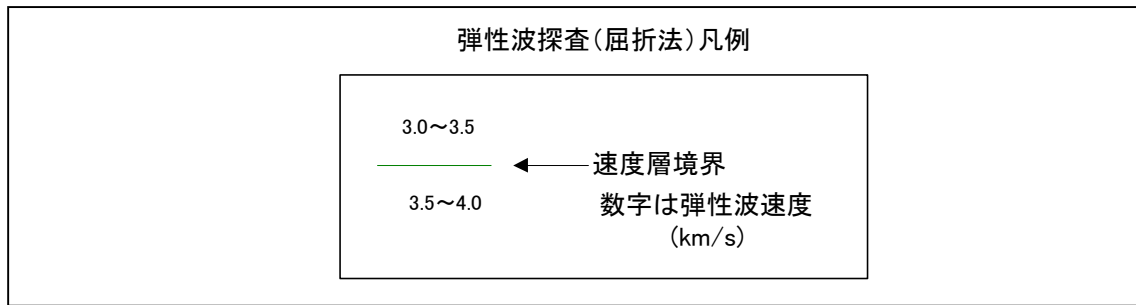 弾性波探査(屈折法)凡例
3.0～3.5
速度層境界
3.5～4.0
数字は弾性波速度
(km/s)